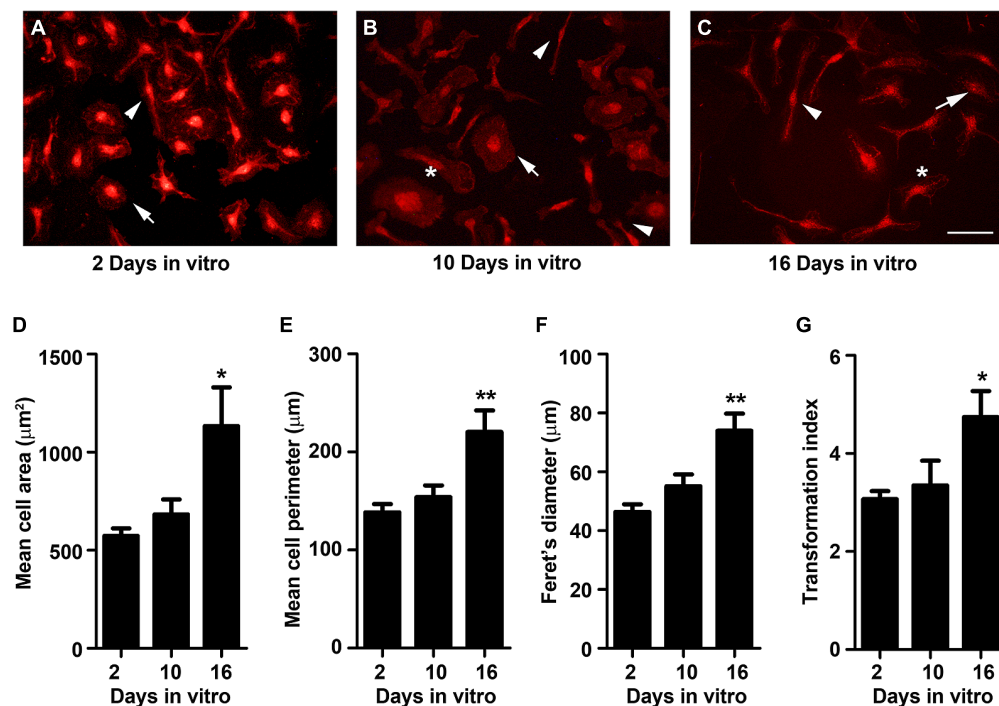 A B C
*
*
2 Days in vitro 10 Days in vitro 16 Days in vitro
D E F G
Mean cell area (μm²)
1500
1000
500
0
*
2 10 16
Days in vitro
Mean cell perimeter (μm)
300
200
100
0
**
2 10 16
Days in vitro
Feret's diameter (μm)
100
80
60
40
20
0
**
2 10 16
Days in vitro
Transformation index
6
4
2
0
*
2 10 16
Days in vitro